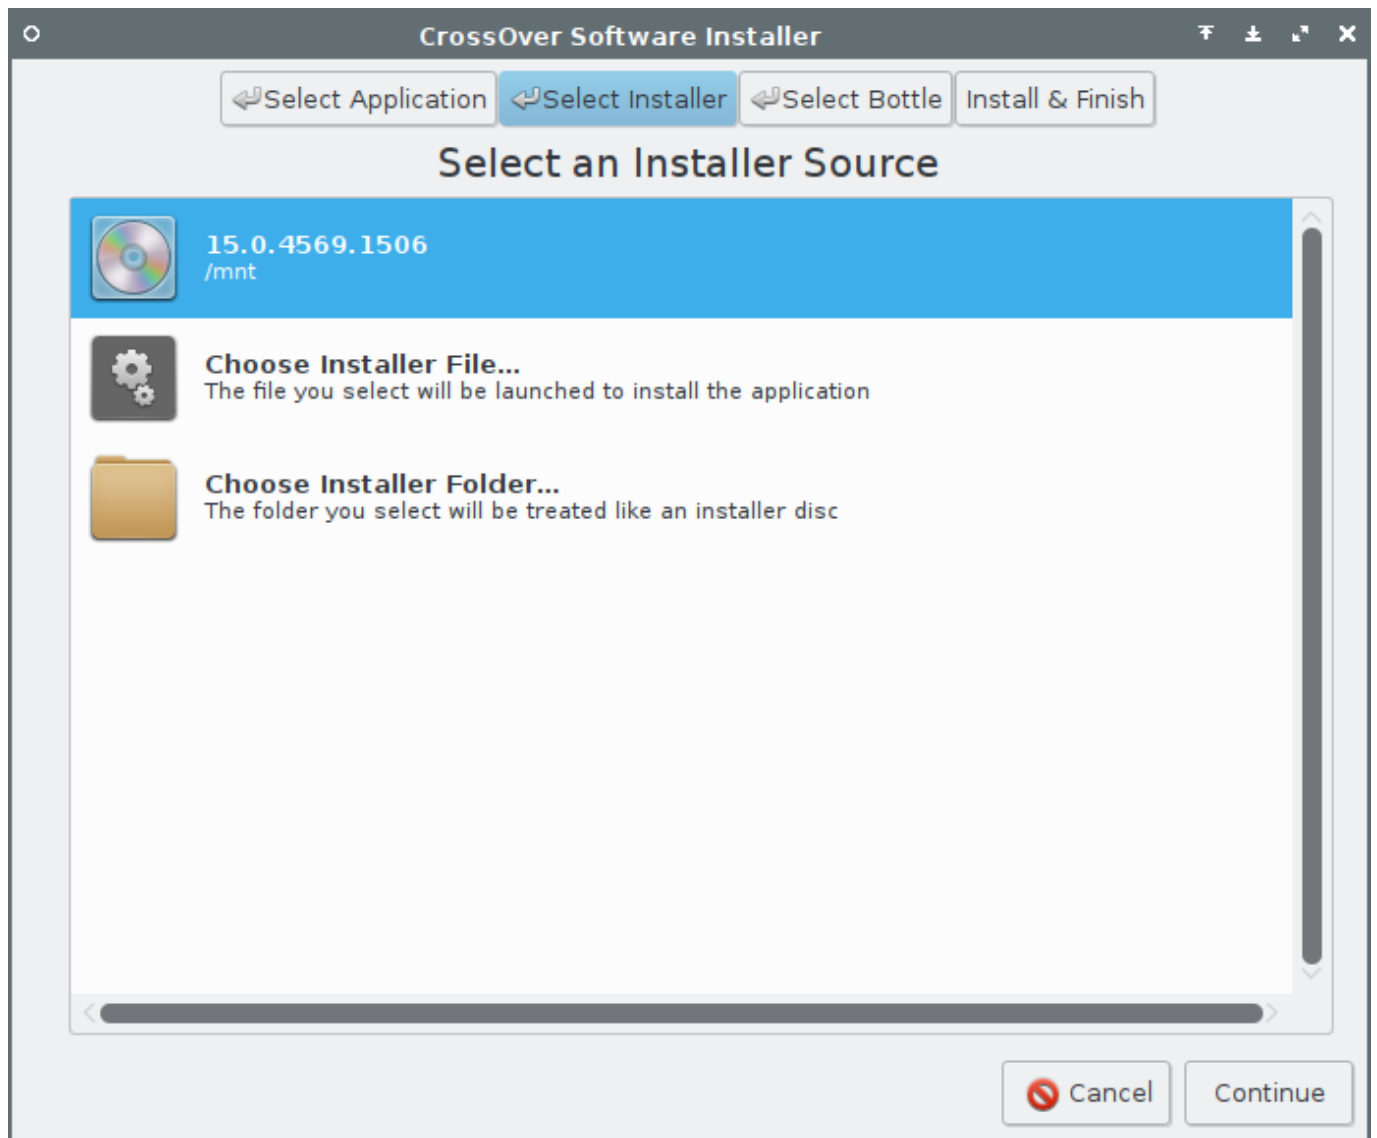 CrossOver Software Installer
Select Application Select Installer Select Bottle Install & Finish
Select an Installer Source
15.0.4569.1506
/mnt
Choose Installer File...
The file you select will be launched to install the application
Choose Installer Folder...
The folder you select will be treated like an installer disc
Cancel Continue